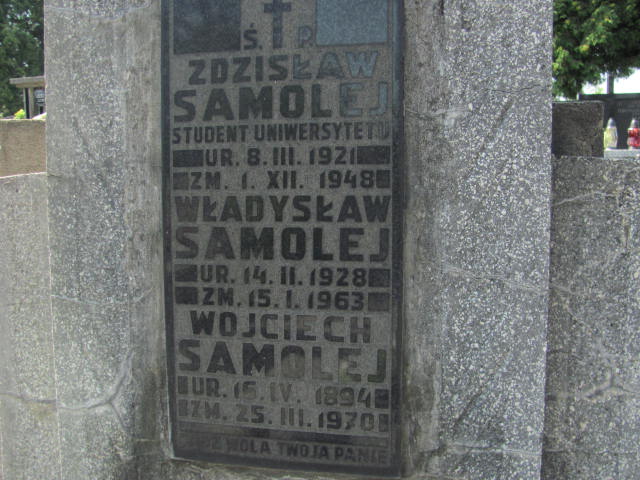 Ś P
ZDZISŁAW
SAMOLEJ
STUDENT UNIWERSYTETU
UR. 8. III. 1921
ZM. 1. XII. 1948
WŁADYSŁAW
SAMOLEJ
UR. 14. II. 1928
ZM. 15. I. 1963
WOJCIECH
SAMOLEJ
UR. 16. IV. 1894
ZM. 25. III. 1970
WOLA TWOJA PANIE